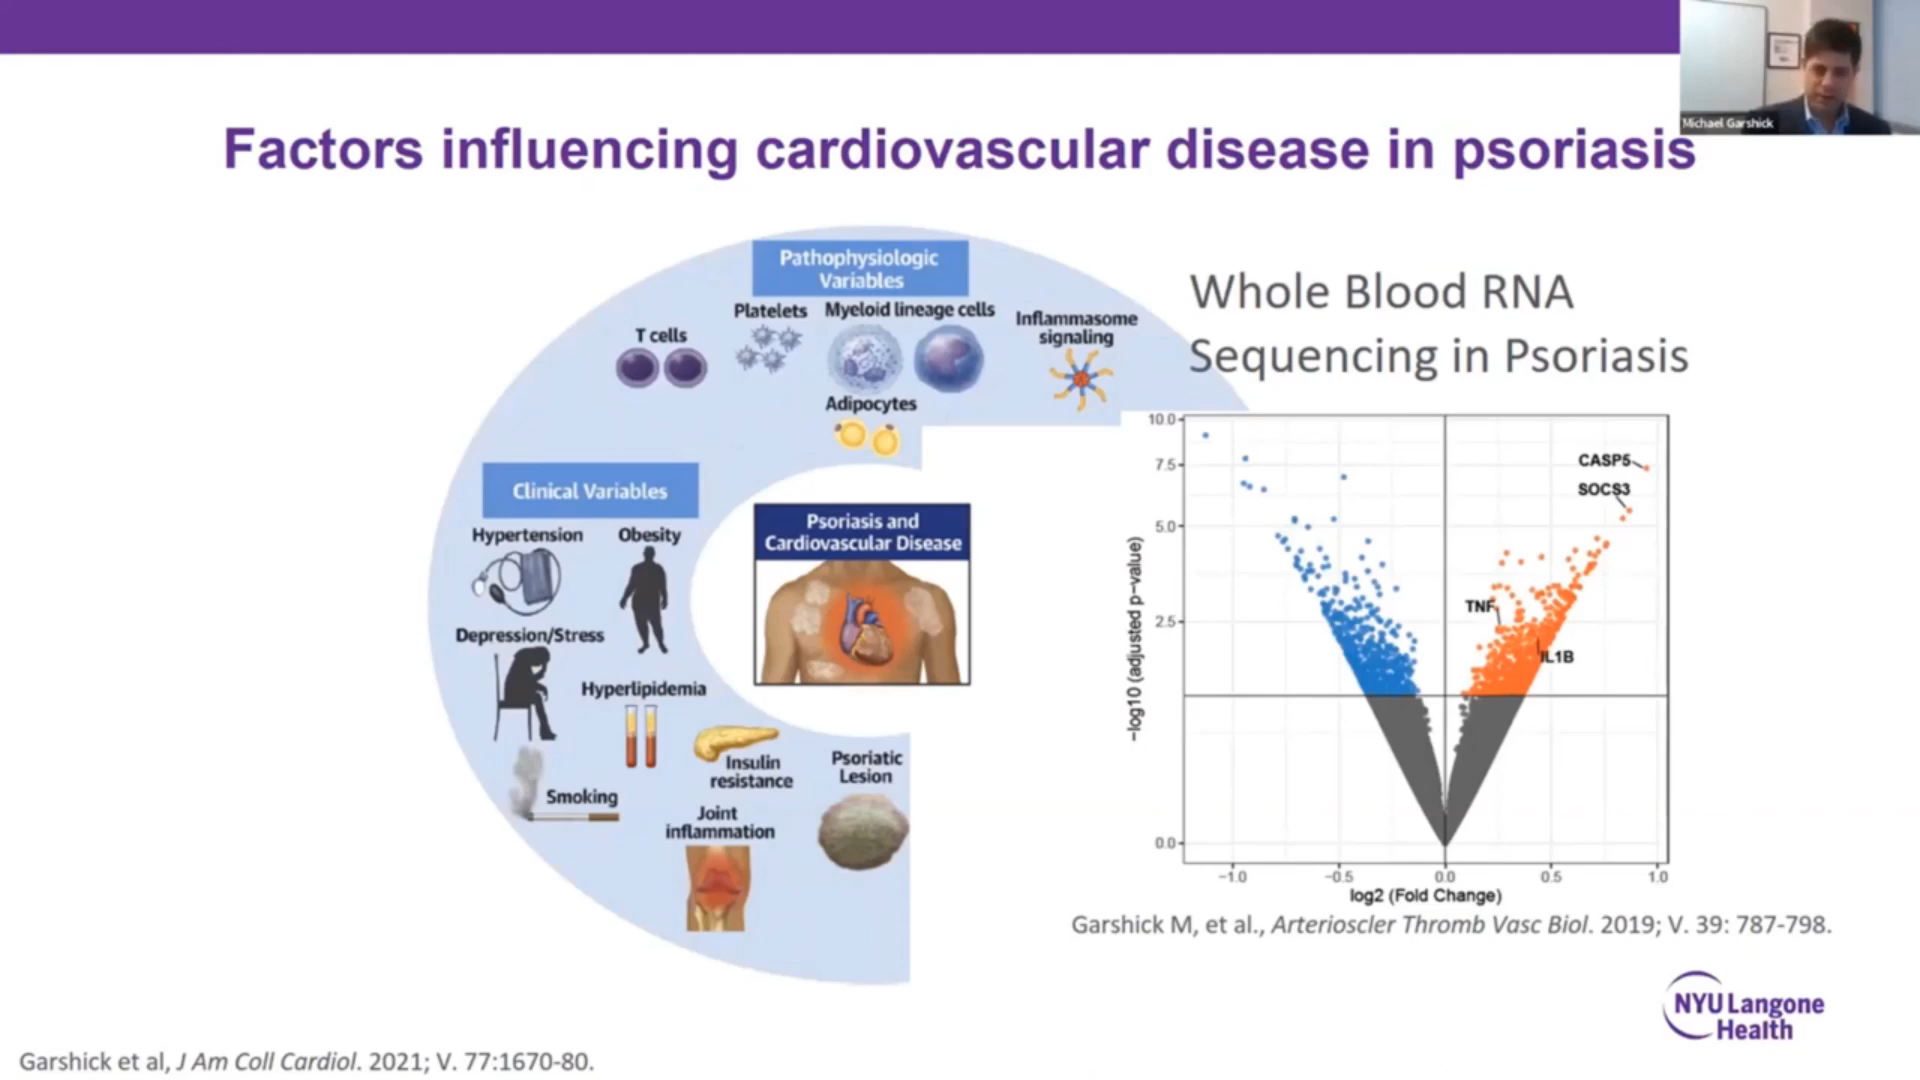 Michael Garshick
Factors influencing cardiovascular disease in psoriasis
Pathophysiologic
Variables
T cells
Platelets
Myeloid lineage cells
Inflammasome
signaling
Adipocytes
Clinical Variables
Hypertension
Obesity
Depression/Stress
Hyperlipidemia
Smoking
Insulin
resistance
Joint
inflammation
Psoriatic
Lesion
Psoriasis and
Cardiovascular Disease
Whole Blood RNA
Sequencing in Psoriasis
10.0
7.5
5.0
2.5
0.0
−log10 (adjusted p−value)
CASP5
SOCS3
TNF
IL1B
−1.0 −0.5 0.0 0.5 1.0
log2 (Fold Change)
Garshick M, et al., Arterioscler Thromb Vasc Biol. 2019; V. 39: 787-798.
NYU Langone
Health
Garshick et al, J Am Coll Cardiol. 2021; V. 77:1670-80.